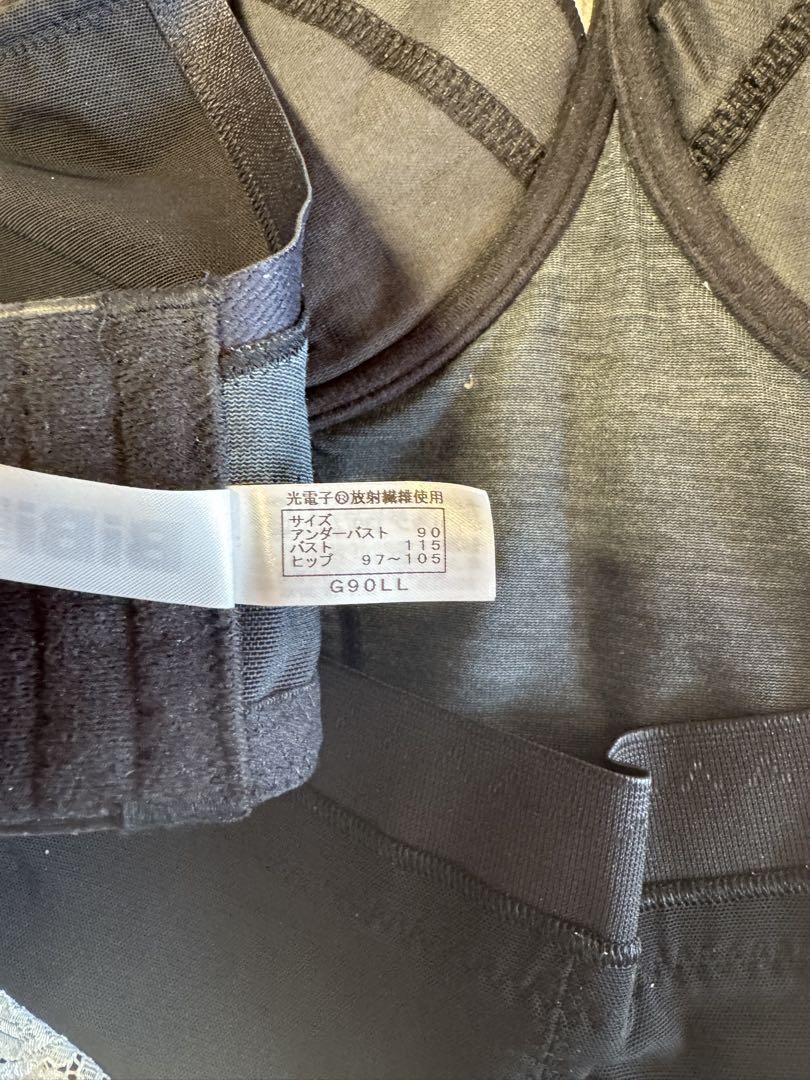 光電子®放射繊維使用
サイズ
アンダーバスト 90
バスト 115
ヒップ 97〜105
G90LL